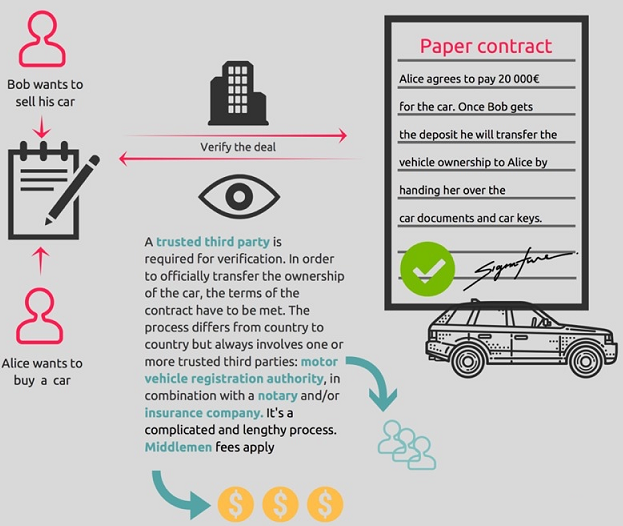 Bob wants to
sell his car
Alice wants to
buy a car
Verify the deal
A trusted third party is
required for verification. In order
to officially transfer the ownership
of the car, the terms of the
contract have to be met. The
process differs from country to
country but always involves one or
more trusted third parties: motor
vehicle registration authority, in
combination with a notary and/or
insurance company. It's a
complicated and lengthy process.
Middlemen fees apply
$ $ $
Paper contract
Alice agrees to pay 20 000€
for the car. Once Bob gets
the deposit he will transfer the
vehicle ownership to Alice by
handing her over the
car documents and car keys.
Signature